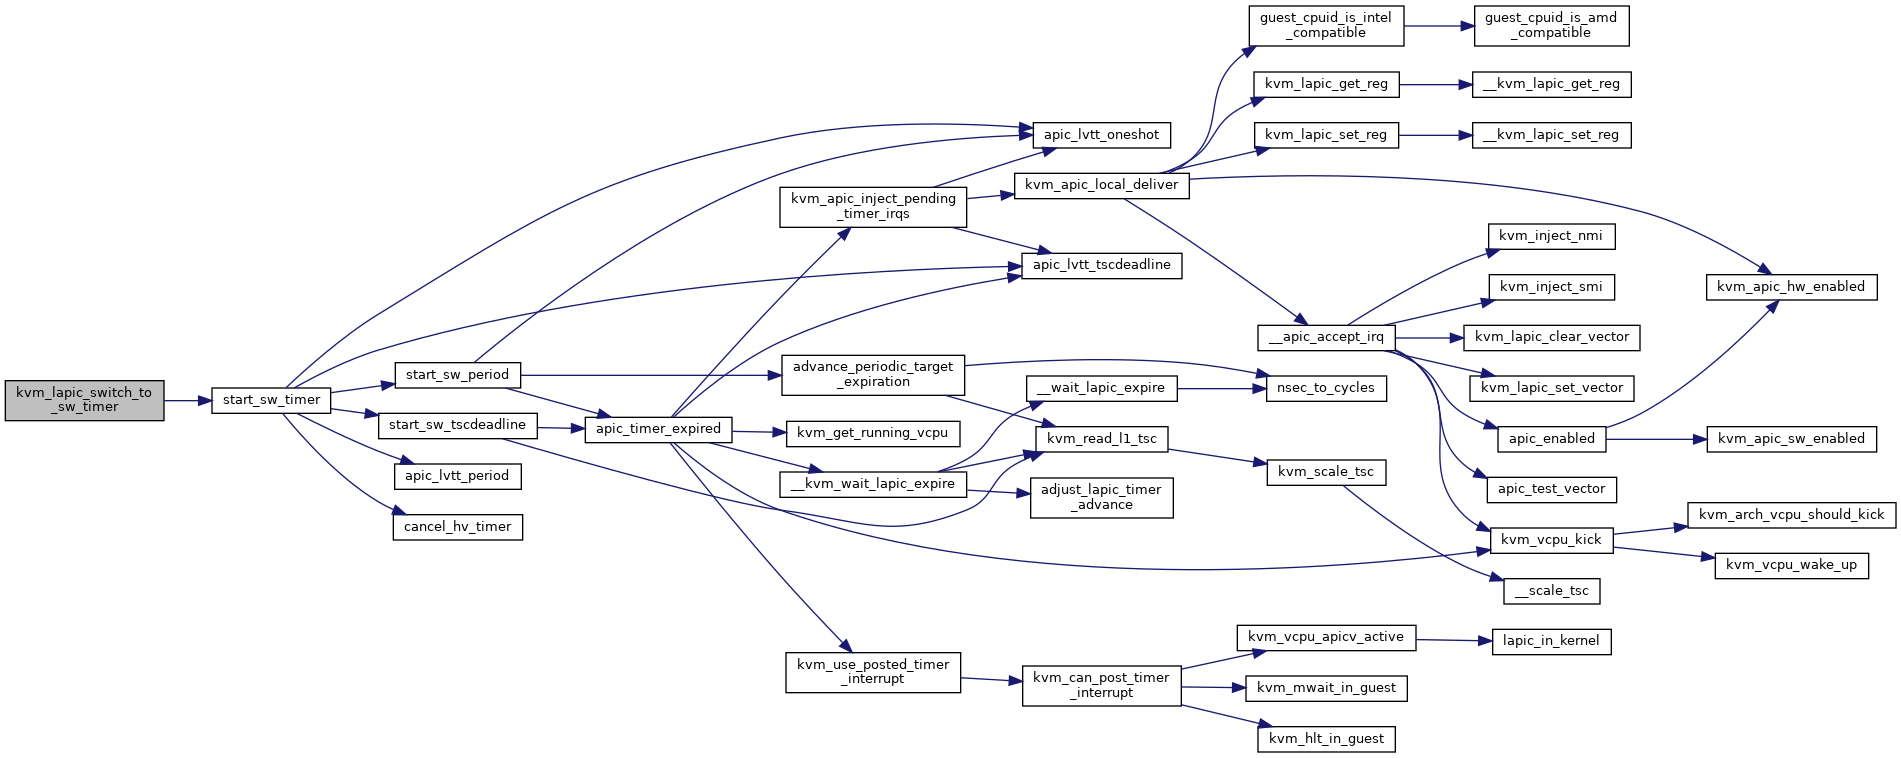 kvm_lapic_switch_to
_sw_timer
start_sw_timer
start_sw_period
start_sw_tscdeadline
apic_lvtt_period
cancel_hv_timer
kvm_apic_inject_pending
_timer_irqs
advance_periodic_target
_expiration
apic_timer_expired
kvm_get_running_vcpu
__kvm_wait_lapic_expire
kvm_use_posted_timer
_interrupt
apic_lvtt_oneshot
kvm_apic_local_deliver
apic_lvtt_tscdeadline
__wait_lapic_expire
kvm_read_l1_tsc
adjust_lapic_timer
_advance
kvm_can_post_timer
_interrupt
guest_cpuid_is_intel
_compatible
kvm_lapic_get_reg
kvm_lapic_set_reg
__apic_accept_irq
nsec_to_cycles
kvm_scale_tsc
kvm_vcpu_apicv_active
kvm_mwait_in_guest
kvm_hlt_in_guest
guest_cpuid_is_amd
_compatible
__kvm_lapic_get_reg
__kvm_lapic_set_reg
kvm_inject_nmi
kvm_inject_smi
kvm_lapic_clear_vector
kvm_lapic_set_vector
apic_enabled
apic_test_vector
kvm_vcpu_kick
__scale_tsc
lapic_in_kernel
kvm_apic_hw_enabled
kvm_apic_sw_enabled
kvm_arch_vcpu_should_kick
kvm_vcpu_wake_up